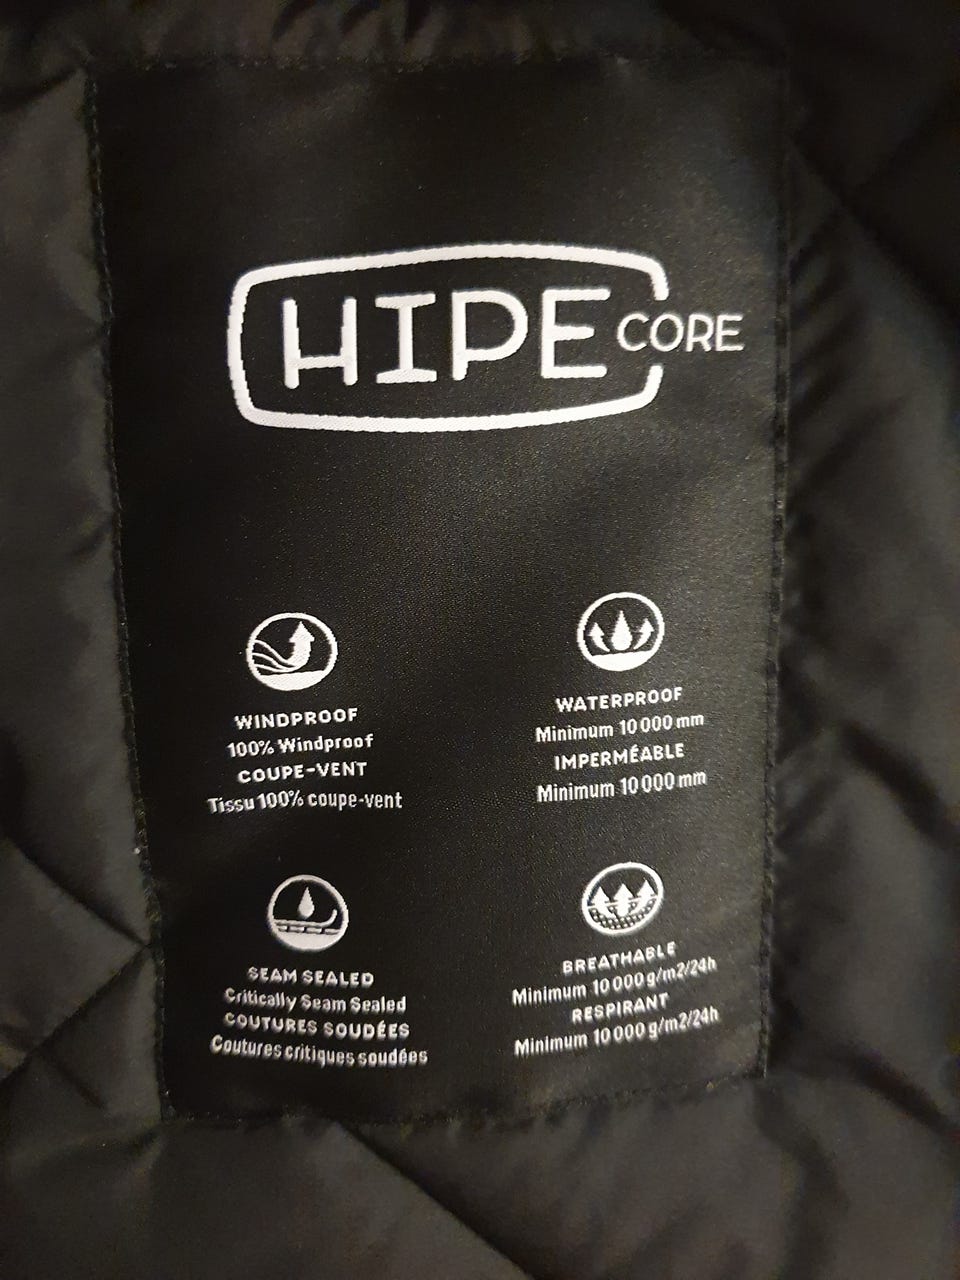 HIPE CORE
WINDPROOF
100% Windproof
COUPE-VENT
Tissu 100% coupe-vent
WATERPROOF
Minimum 10 000 mm
IMPERMÉABLE
Minimum 10 000 mm
SEAM SEALED
Critically Seam Sealed
COUTURES SOUDÉES
Coutures critiques soudées
BREATHABLE
Minimum 10 000 g/m2/24h
RESPIRANT
Minimum 10 000 g/m2/24h